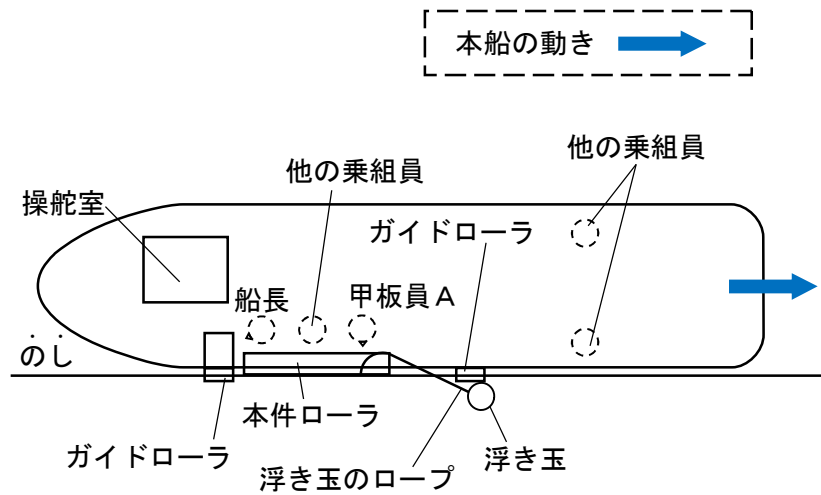 本船の動き
他の乗組員
他の乗組員
操舵室
ガイドローラ
船長
甲板員A
のし
本件ローラ
ガイドローラ
浮き玉のロープ
浮き玉